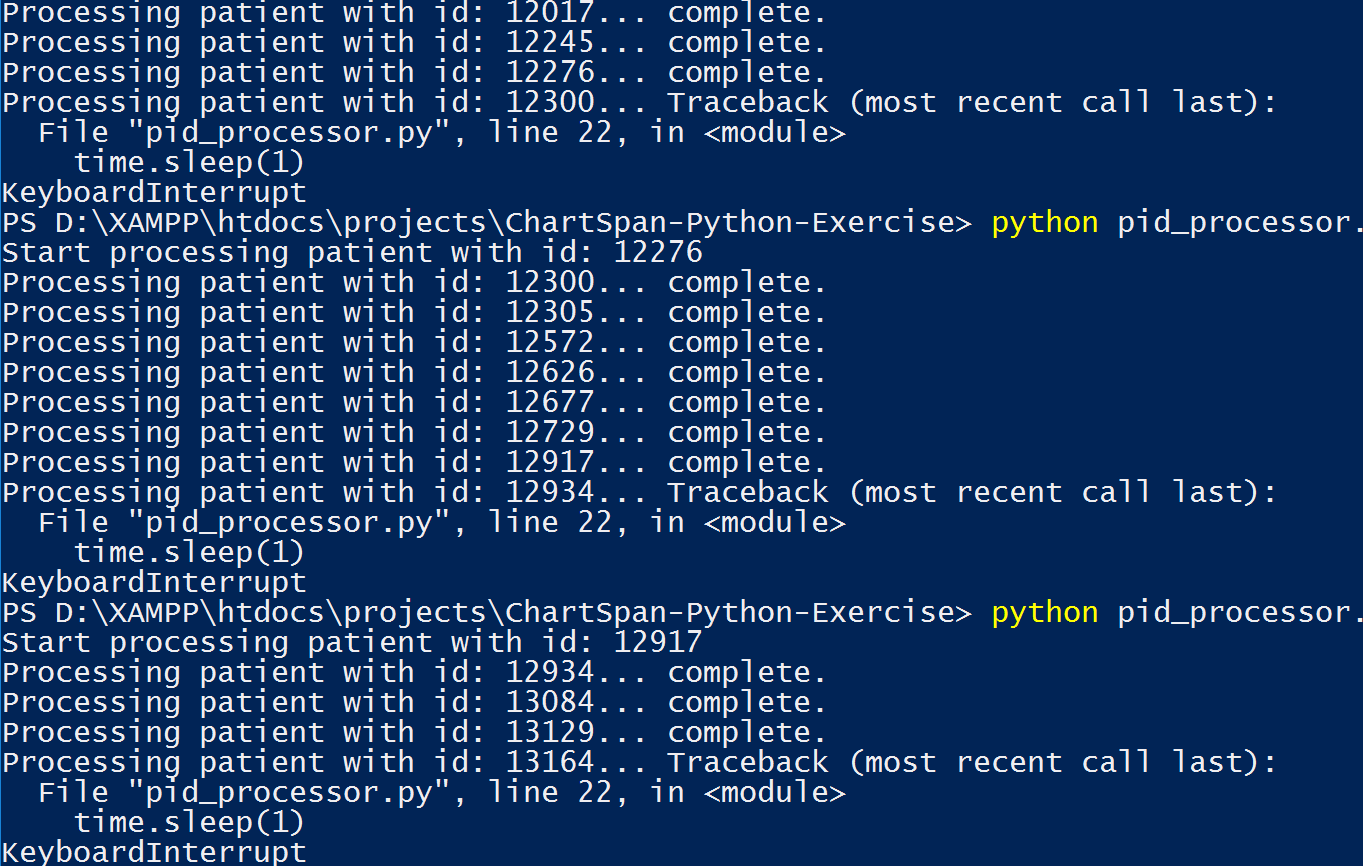 Processing patient with id: 12017... complete.
Processing patient with id: 12245... complete.
Processing patient with id: 12276... complete.
Processing patient with id: 12300... Traceback (most recent call last):
  File "pid_processor.py", line 22, in <module>
    time.sleep(1)
KeyboardInterrupt
PS D:\XAMPP\htdocs\projects\ChartSpan-Python-Exercise> python pid_processor.
Start processing patient with id: 12276
Processing patient with id: 12300... complete.
Processing patient with id: 12305... complete.
Processing patient with id: 12572... complete.
Processing patient with id: 12626... complete.
Processing patient with id: 12677... complete.
Processing patient with id: 12729... complete.
Processing patient with id: 12917... complete.
Processing patient with id: 12934... Traceback (most recent call last):
  File "pid_processor.py", line 22, in <module>
    time.sleep(1)
KeyboardInterrupt
PS D:\XAMPP\htdocs\projects\ChartSpan-Python-Exercise> python pid_processor.
Start processing patient with id: 12917
Processing patient with id: 12934... complete.
Processing patient with id: 13084... complete.
Processing patient with id: 13129... complete.
Processing patient with id: 13164... Traceback (most recent call last):
  File "pid_processor.py", line 22, in <module>
    time.sleep(1)
KeyboardInterrupt